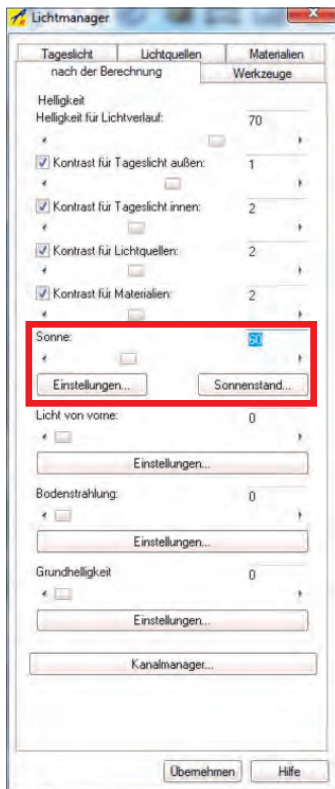 Lichtmanager
Tageslicht Lichtquellen Materialien
nach der Berechnung Werkzeuge
Helligkeit
Helligkeit für Lichtverlauf: 70
Kontrast für Tageslicht außen: 1
Kontrast für Tageslicht innen: 2
Kontrast für Lichtquellen: 2
Kontrast für Materialien: 2
Sonne: 60
Einstellungen... Sonnenstand...
Licht von vorne: 0
Einstellungen...
Bodenstrahlung: 0
Einstellungen...
Grundhelligkeit 0
Einstellungen...
Kanalmanager...
Übernehmen Hilfe